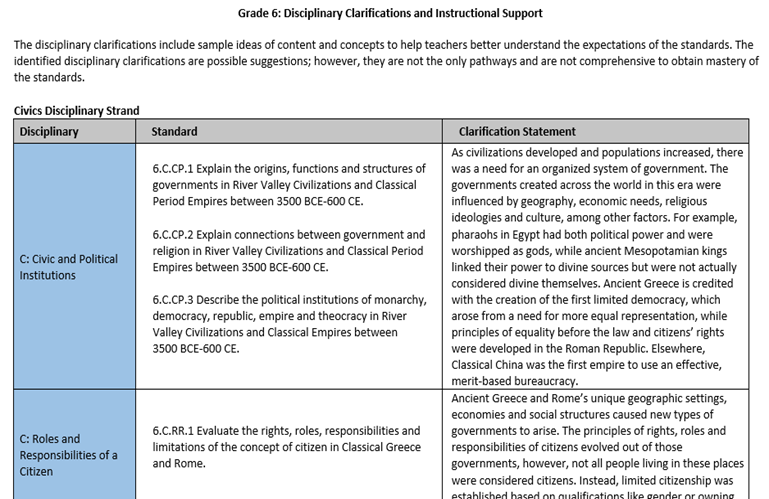 Grade 6: Disciplinary Clarifications and Instructional Support
The disciplinary clarifications include sample ideas of content and concepts to help teachers better understand the expectations of the standards. The
identified disciplinary clarifications are possible suggestions; however, they are not the only pathways and are not comprehensive to obtain mastery of
the standards.
Civics Disciplinary Strand
Disciplinary
Standard
Clarification Statement
C: Civic and Political
Institutions
6.C.CP.1 Explain the origins, functions and structures of
governments in River Valley Civilizations and Classical
Period Empires between 3500 BCE-600 CE.
6.C.CP.2 Explain connections between government and
religion in River Valley Civilizations and Classical Period
Empires between 3500 BCE-600 CE.
6.C.CP.3 Describe the political institutions of monarchy,
democracy, republic, empire and theocracy in River
Valley Civilizations and Classical Empires between
3500 BCE-600 CE.
As civilizations developed and populations increased, there
was a need for an organized system of government. The
governments created across the world in this era were
influenced by geography, economic needs, religious
ideologies and culture, among other factors. For example,
pharaohs in Egypt had both political power and were
worshipped as gods, while ancient Mesopotamian kings
linked their power to divine sources but were not actually
considered divine themselves. Ancient Greece is credited
with the creation of the first limited democracy, which
arose from a need for more equal representation, while
principles of equality before the law and citizens’ rights
were developed in the Roman Republic. Elsewhere,
Classical China was the first empire to use an effective,
merit-based bureaucracy.
C: Roles and
Responsibilities of a
Citizen
6.C.RR.1 Evaluate the rights, roles, responsibilities and
limitations of the concept of citizen in Classical Greece
and Rome.
Ancient Greece and Rome’s unique geographic settings,
economies and social structures caused new types of
governments to arise. The principles of rights, roles and
responsibilities of citizens evolved out of those
governments, however, not all people living in these places
were considered citizens. Instead, limited citizenship was
established based on qualifications like gender or owning